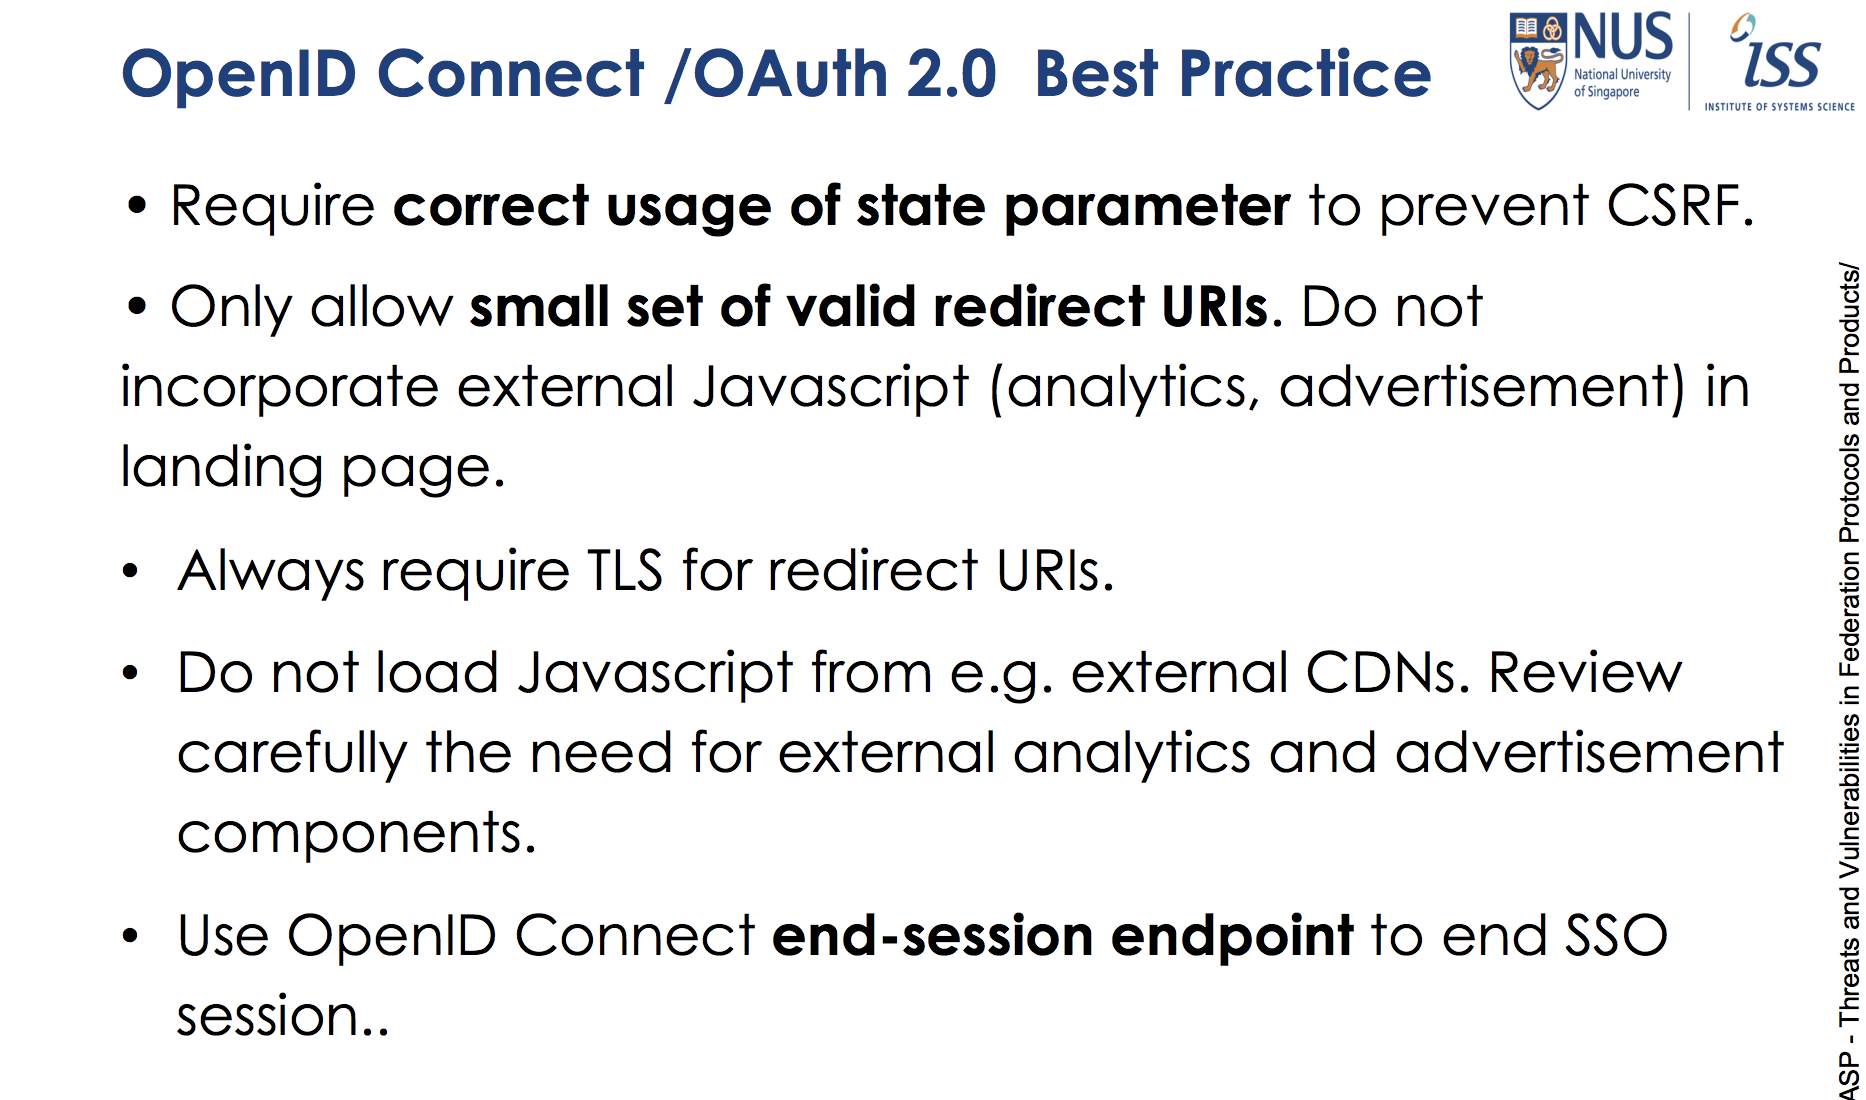 OpenID Connect /OAuth 2.0 Best Practice
NUS
National University
of Singapore
iss
INSTITUTE OF SYSTEMS SCIENCE
• Require correct usage of state parameter to prevent CSRF.
• Only allow small set of valid redirect URIs. Do not
incorporate external Javascript (analytics, advertisement) in
landing page.
• Always require TLS for redirect URIs.
• Do not load Javascript from e.g. external CDNs. Review
carefully the need for external analytics and advertisement
components.
• Use OpenID Connect end-session endpoint to end SSO
session..
ASP - Threats and Vulnerabilities in Federation Protocols and Products/